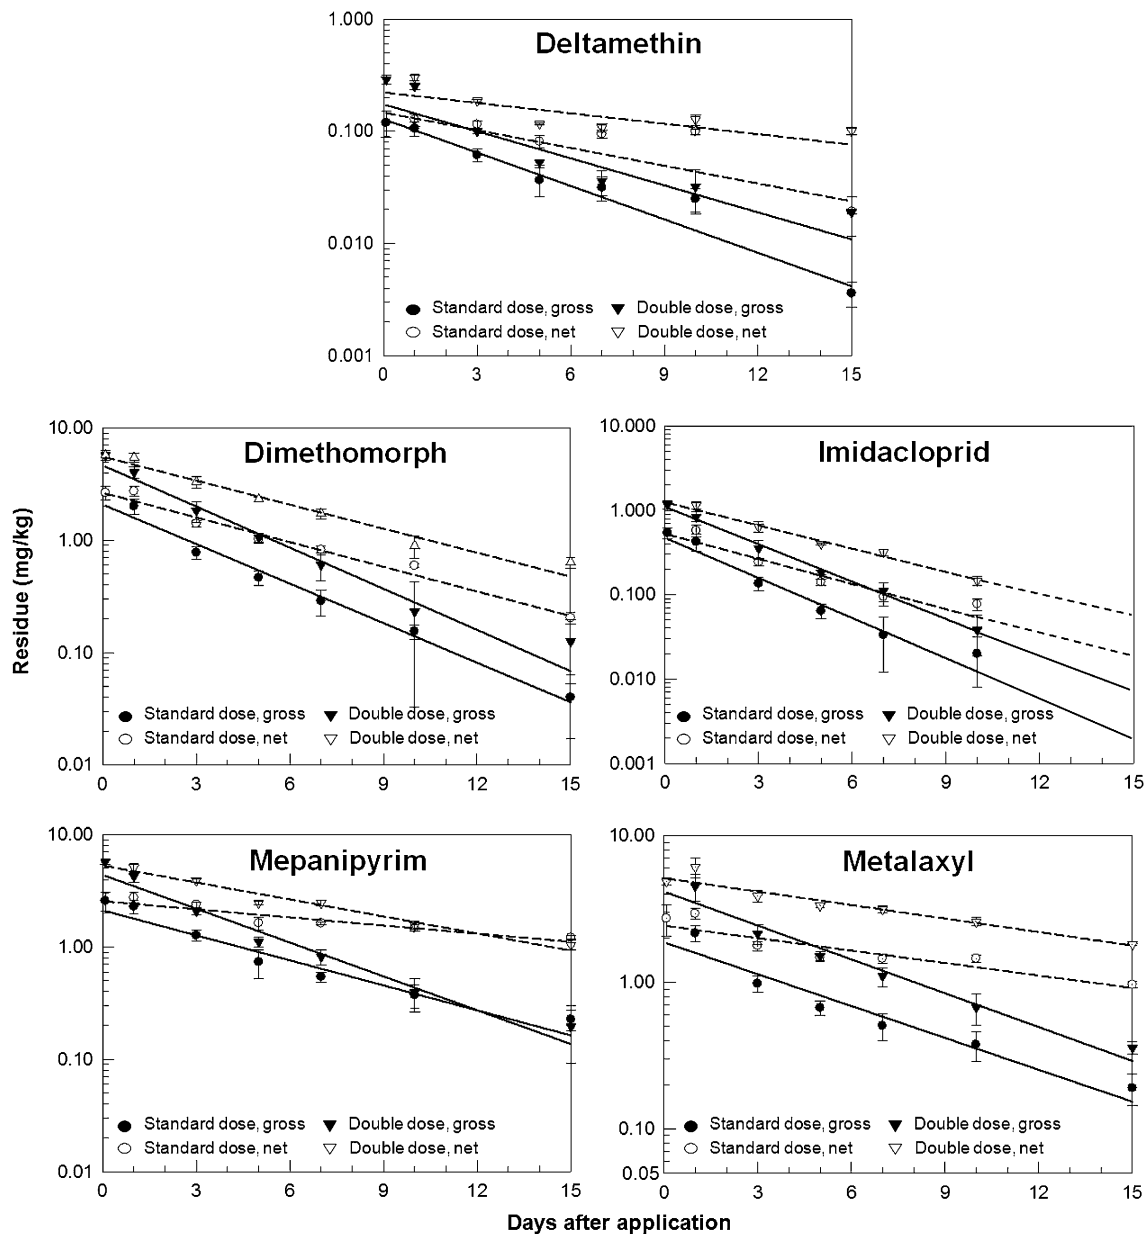 Deltamethin
1.000
0.100
0.010
0.001
Standard dose, gross
Double dose, gross
Standard dose, net
Double dose, net
0 3 6 9 12 15
Residue (mg/kg)
Dimethomorph
10.00
1.00
0.10
0.01
Standard dose, gross
Double dose, gross
Standard dose, net
Double dose, net
0 3 6 9 12 15
Imidacloprid
10.000
1.000
0.100
0.010
0.001
Standard dose, gross
Double dose, gross
Standard dose, net
Double dose, net
0 3 6 9 12 15
Mepanipyrim
10.00
1.00
0.10
0.01
Standard dose, gross
Double dose, gross
Standard dose, net
Double dose, net
0 3 6 9 12 15
Metalaxyl
10.00
1.00
0.10
0.05
Standard dose, gross
Double dose, gross
Standard dose, net
Double dose, net
0 3 6 9 12 15
Days after application